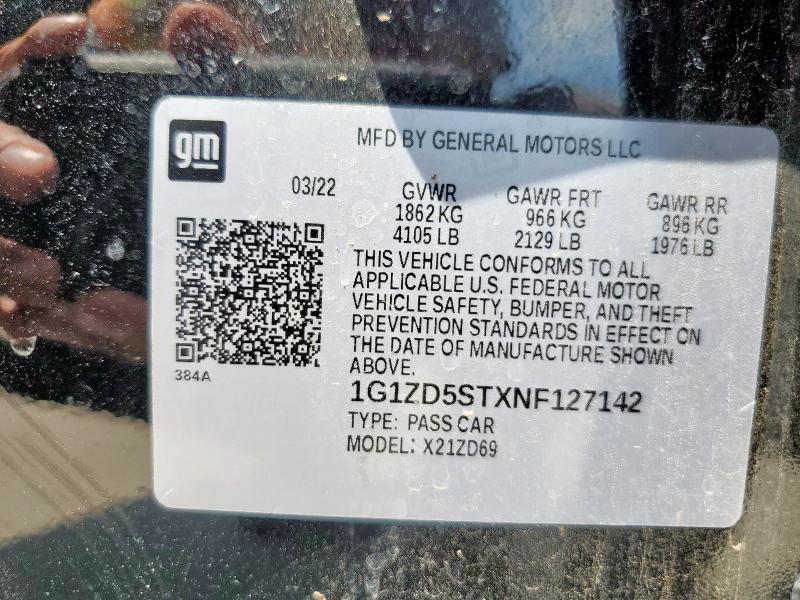 gm
MFD BY GENERAL MOTORS LLC
03/22 GVWR GAWR FRT GAWR RR
1862 KG 966 KG 896 KG
4105 LB 2129 LB 1976 LB
THIS VEHICLE CONFORMS TO ALL
APPLICABLE U.S. FEDERAL MOTOR
VEHICLE SAFETY, BUMPER, AND THEFT
PREVENTION STANDARDS IN EFFECT ON
THE DATE OF MANUFACTURE SHOWN
ABOVE.
384A
1G1ZD5STXNF127142
TYPE: PASS CAR
MODEL: X21ZD69